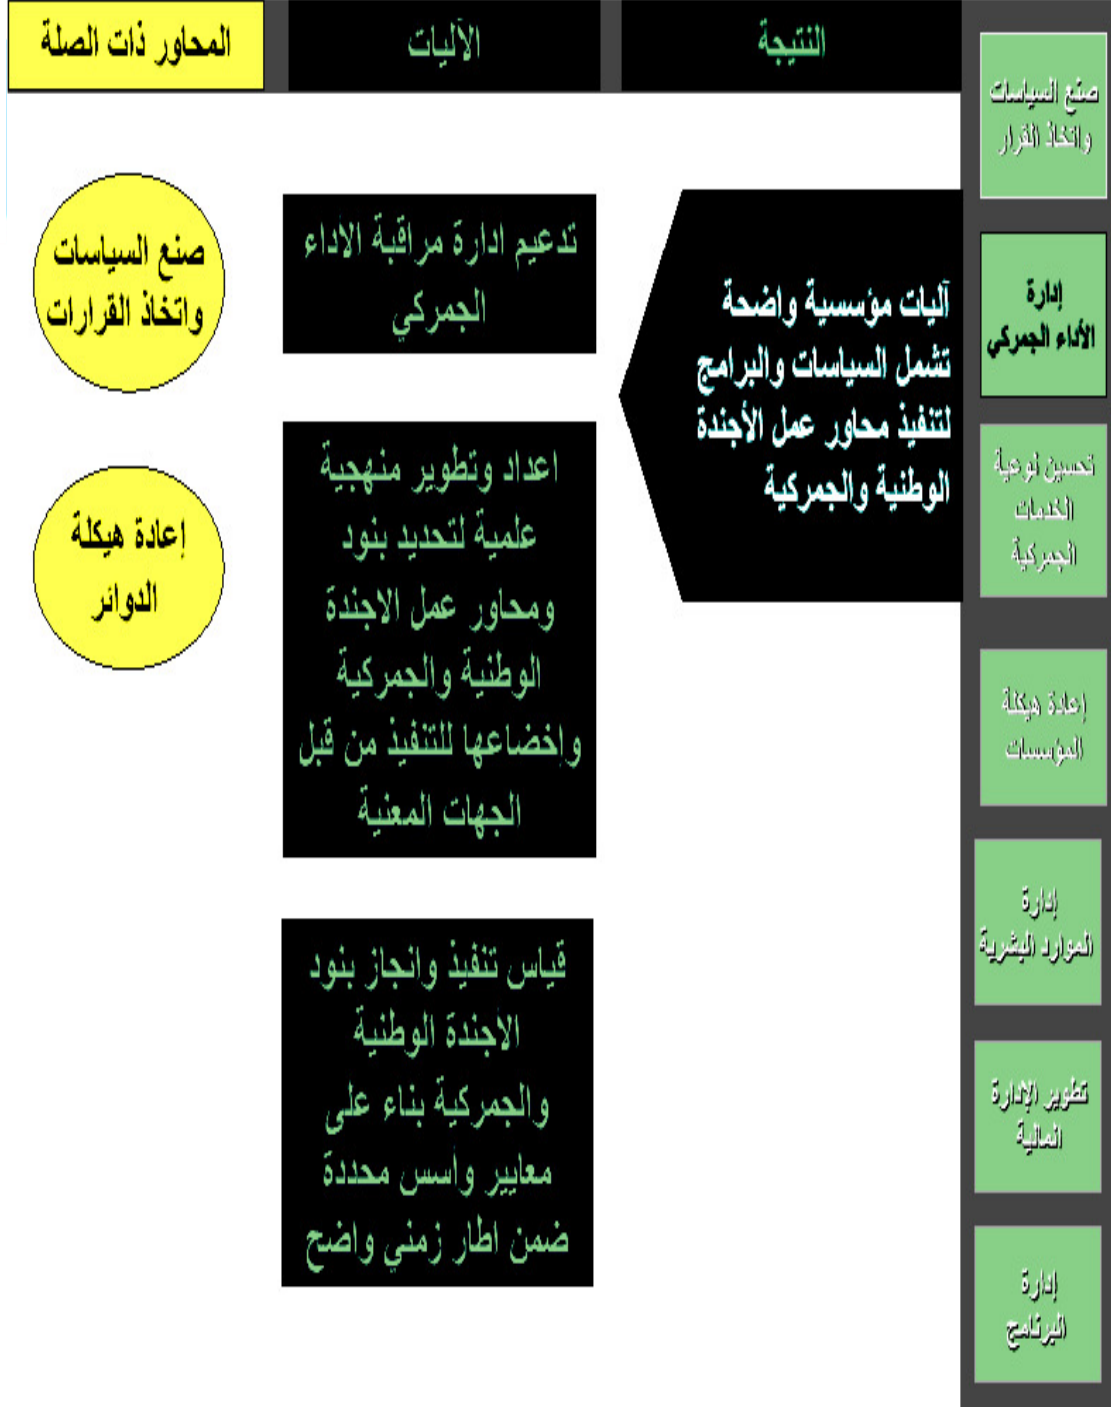 صنع السياسات
واتخاذ القرار
إدارة
الأداء الجمركي
تحسين نوعية
الخدمات
الجمركية
إعادة هيكلة
المؤسسات
إدارة
الموارد البشرية
تطوير الإدارة
المالية
إدارة
البرنامج
النتيجة
آليات مؤسسية واضحة
تشمل السياسات والبرامج
لتنفيذ محاور عمل الأجندة
الوطنية والجمركية
الآليات
تدعيم ادارة مراقبة الأداء
الجمركي
اعداد وتطوير منهجية
علمية لتحديد بنود
ومحاور عمل الاجندة
الوطنية والجمركية
وإخضاعها للتنفيذ من قبل
الجهات المعنية
قياس تنفيذ وانجاز بنود
الأجندة الوطنية
والجمركية بناء على
معايير وأسس محددة
ضمن اطار زمني واضح
المحاور ذات الصلة
صنع السياسات
واتخاذ القرارات
إعادة هيكلة
الدوائر